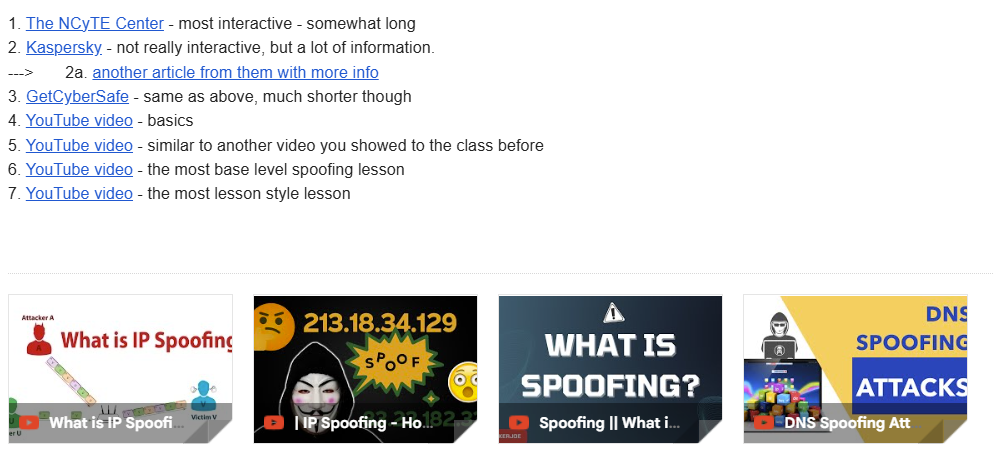 1. The NCyTE Center - most interactive - somewhat long
2. Kaspersky - not really interactive, but a lot of information.
---> 2a. another article from them with more info
3. GetCyberSafe - same as above, much shorter though
4. YouTube video - basics
5. YouTube video - similar to another video you showed to the class before
6. YouTube video - the most base level spoofing lesson
7. YouTube video - the most lesson style lesson
Attacker A
What is IP Spoofing
Victim V
er U
What is IP Spoofi...
213.18.34.129
SPOOF
| IP Spoofing - Ho...
WHAT IS
SPOOFING?
Spoofing || What i...
DNS
SPOOFING
ATTACKS
DNS Spoofing Att